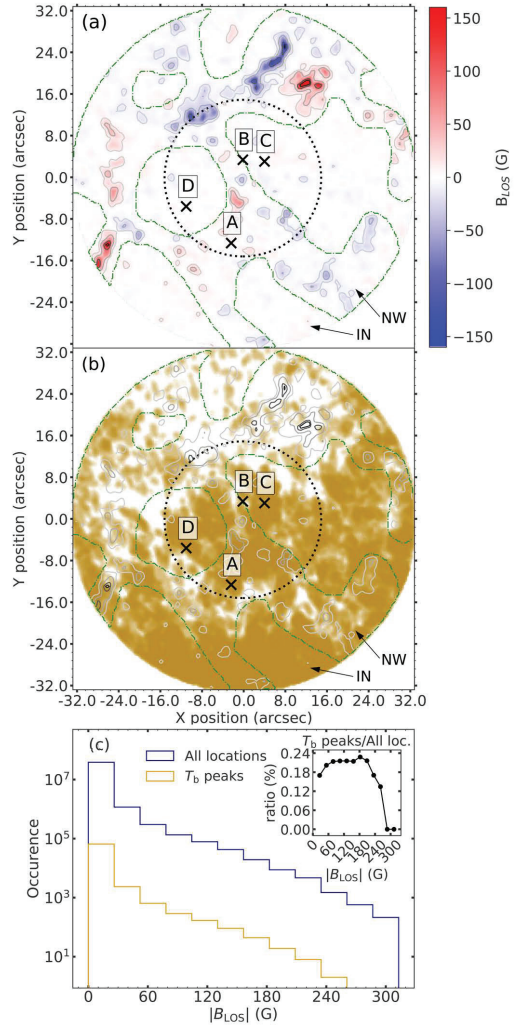 (a)
32.0
24.0
16.0
8.0
0.0
-8.0
-16.0
-24.0
Y position (arcsec)
B
C
D
A
NW
IN
150
100
50
0
−50
−100
−150
B_LOS (G)
(b)
32.0
24.0
16.0
8.0
0.0
-8.0
-16.0
-24.0
-32.0
Y position (arcsec)
B
C
D
A
NW
IN
-32.0 -24.0 -16.0 -8.0 0.0 8.0 16.0 24.0 32.0
X position (arcsec)
(c)
All locations
T_b peaks
T_b peaks/All loc.
0.24
0.16
0.08
0.00
ratio (%)
0 60 120 180 240 300
|B_LOS| (G)
10^7
10^5
10^3
10^1
Occurence
0 60 120 180 240 300
|B_LOS| (G)